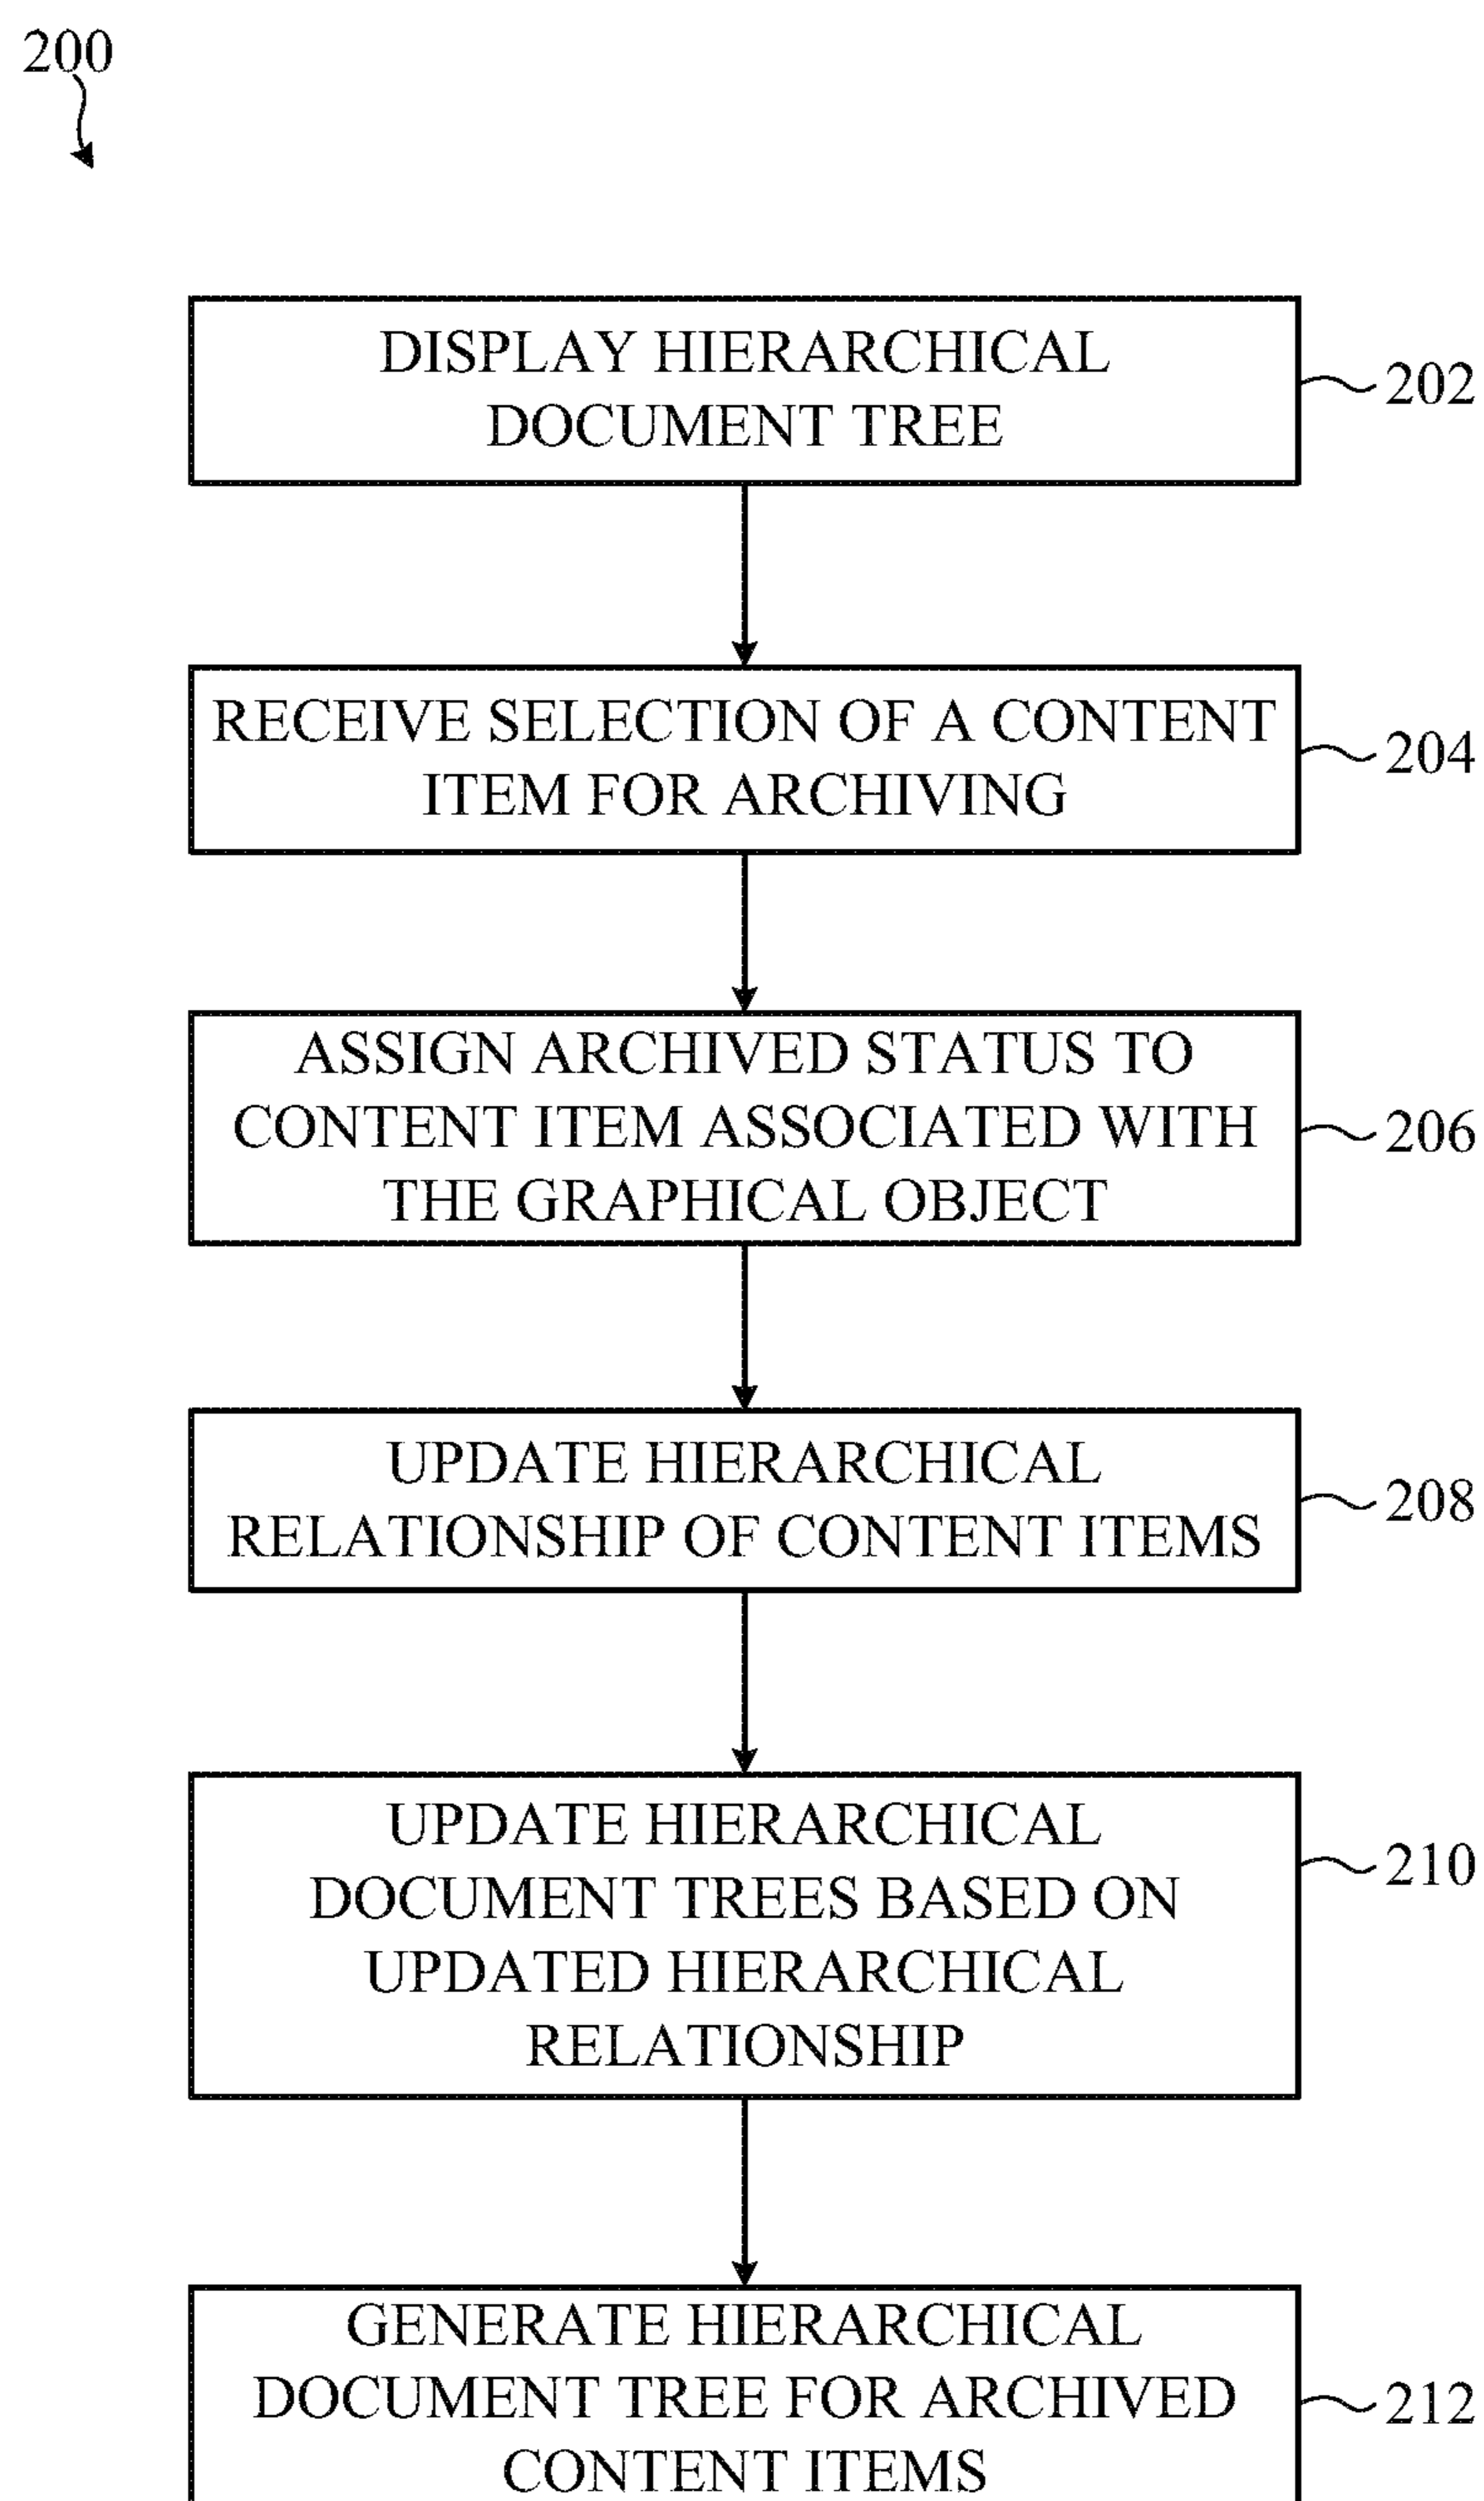 200
DISPLAY HIERARCHICAL
DOCUMENT TREE
202
RECEIVE SELECTION OF A CONTENT
ITEM FOR ARCHIVING
204
ASSIGN ARCHIVED STATUS TO
CONTENT ITEM ASSOCIATED WITH
THE GRAPHICAL OBJECT
206
UPDATE HIERARCHICAL
RELATIONSHIP OF CONTENT ITEMS
208
UPDATE HIERARCHICAL
DOCUMENT TREES BASED ON
UPDATED HIERARCHICAL
RELATIONSHIP
210
GENERATE HIERARCHICAL
DOCUMENT TREE FOR ARCHIVED
CONTENT ITEMS
212